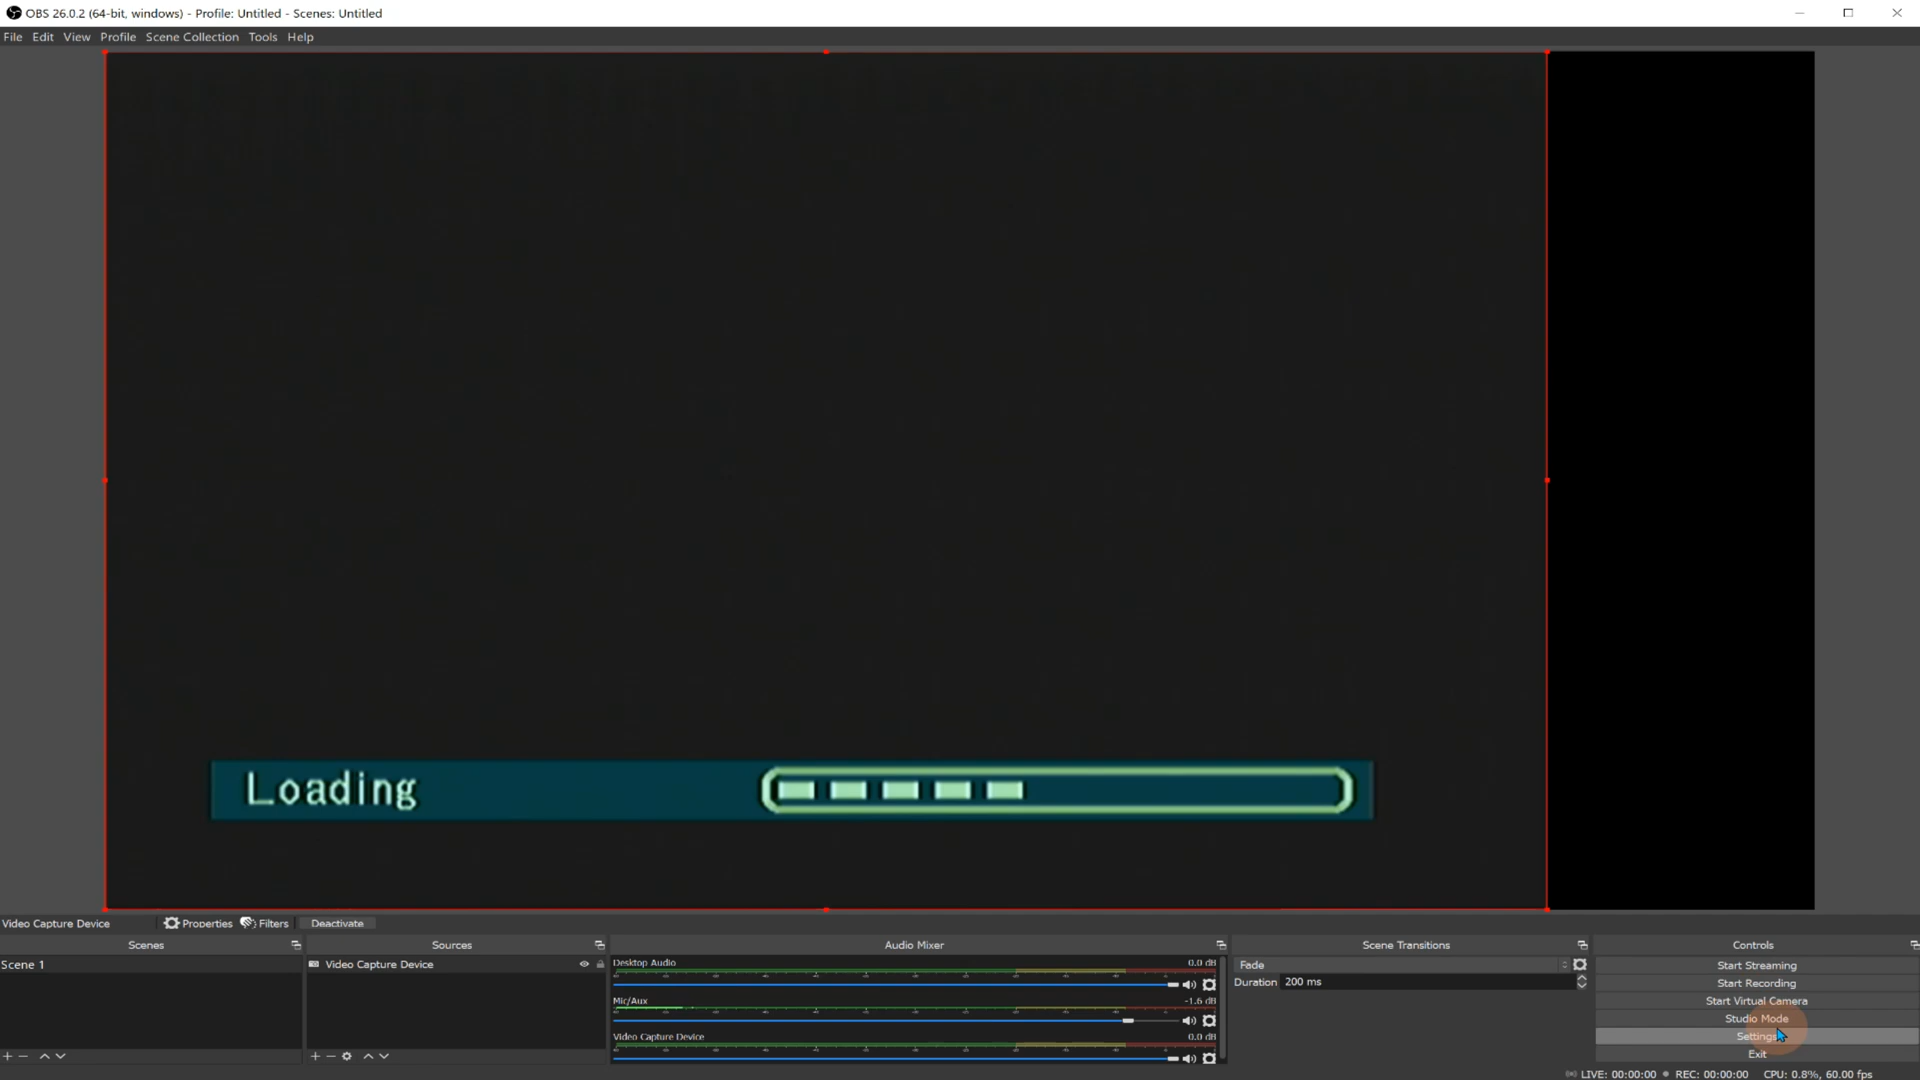 OBS 26.0.2 (64-bit, windows) - Profile: Untitled - Scenes: Untitled
File Edit View Profile Scene Collection Tools Help
Loading
Video Capture Device Properties Filters Deactivate
Scenes Sources Audio Mixer Scene Transitions Controls
Scene 1
Video Capture Device
Desktop Audio 0.0 dB
Mic/Aux -1.6 dB
Video Capture Device 0.0 dB
Fade
Duration 200 ms
Start Streaming
Start Recording
Start Virtual Camera
Studio Mode
Settings
Exit
LIVE: 00:00:00 REC: 00:00:00 CPU: 0.8%, 60.00 fps